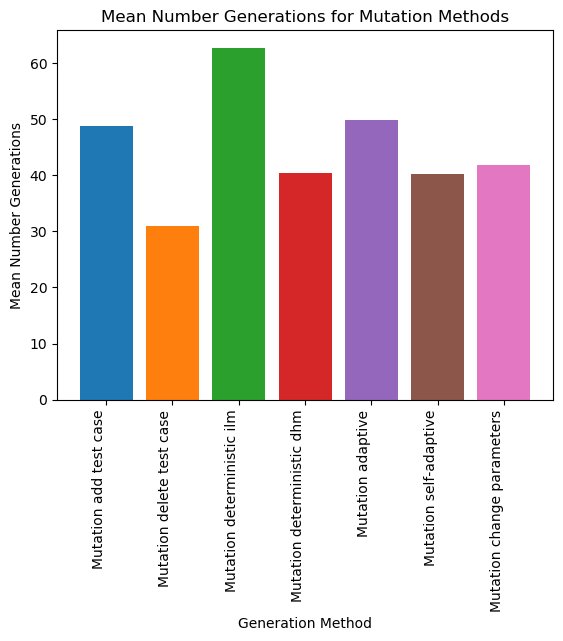 Mean Number Generations for Mutation Methods
Mean Number Generations
60
50
40
30
20
10
0
Mutation add test case
Mutation delete test case
Mutation deterministic ilm
Mutation deterministic dhm
Mutation adaptive
Mutation self-adaptive
Mutation change parameters
Generation Method